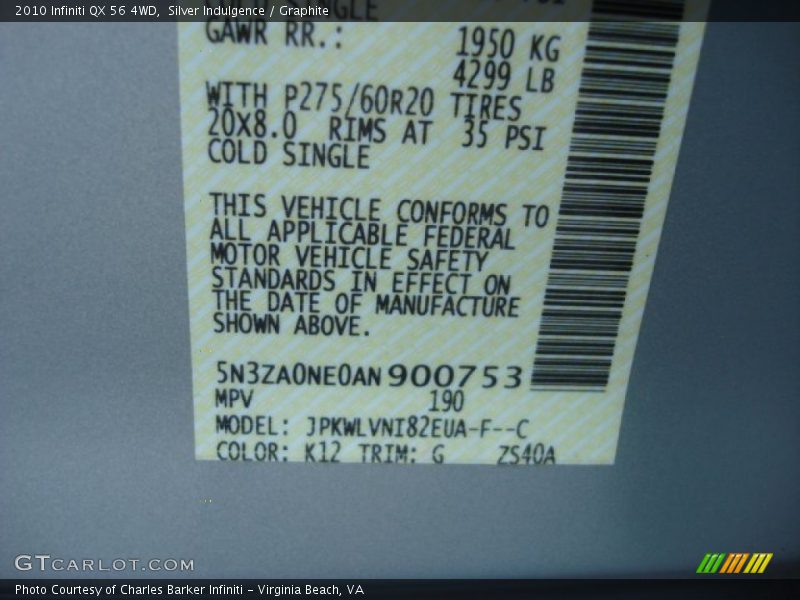 2010 Infiniti QX 56 4WD, Silver Indulgence / Graphite
GAWR RR.: 1950 KG
4299 LB
WITH P275/60R20 TIRES
20X8.0 RIMS AT 35 PSI
COLD SINGLE
THIS VEHICLE CONFORMS TO
ALL APPLICABLE FEDERAL
MOTOR VEHICLE SAFETY
STANDARDS IN EFFECT ON
THE DATE OF MANUFACTURE
SHOWN ABOVE.
5N3ZA0NE0AN900753
MPV 190
MODEL: JPKWLVNI82EUA-F--C
COLOR: K12 TRIM: G ZS40A
GTCARLOT.COM
Photo Courtesy of Charles Barker Infiniti - Virginia Beach, VA